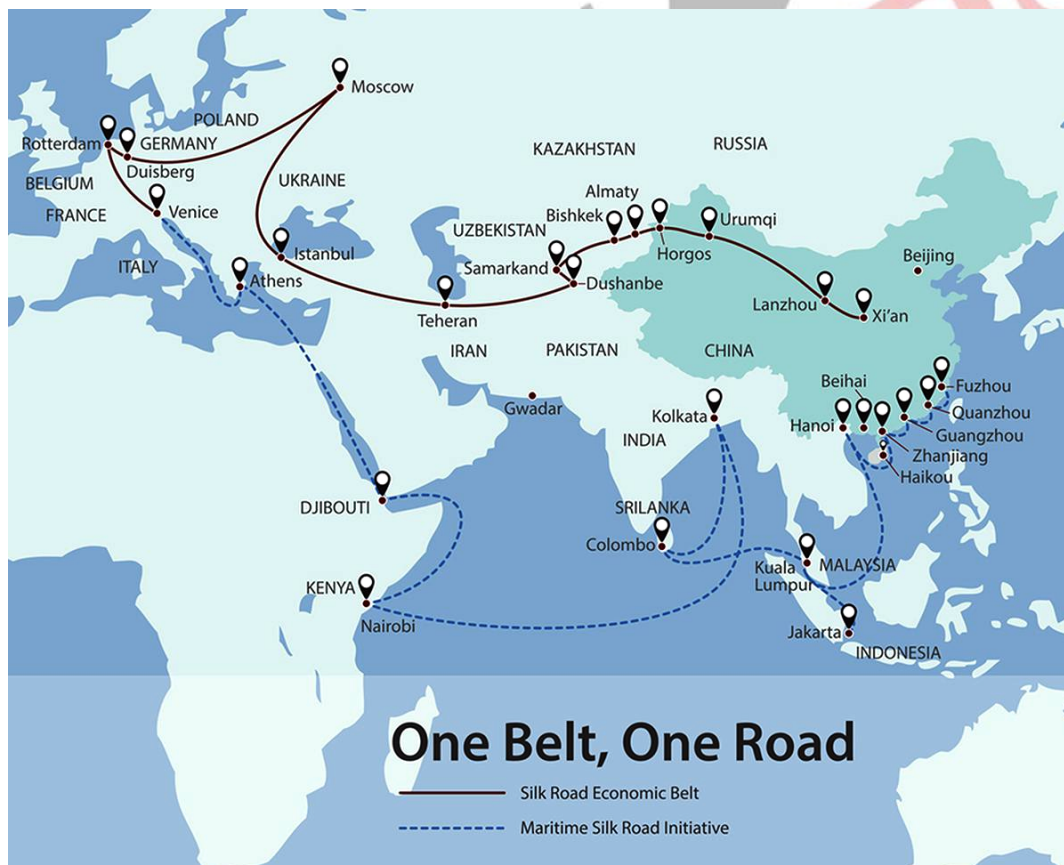 Moscow
POLAND
Rotterdam
GERMANY
Duisberg
BELGIUM
FRANCE
Venice
UKRAINE
KAZAKHSTAN
RUSSIA
Almaty
Bishkek
Urumqi
UZBEKISTAN
Horgos
ITALY
Athens
Istanbul
Samarkand
Dushanbe
Beijing
Teheran
Lanzhou
Xi'an
IRAN
PAKISTAN
CHINA
Gwadar
Kolkata
Beihai
Fuzhou
Hanoi
Quanzhou
INDIA
Guangzhou
Zhanjiang
Haikou
DJIBOUTI
SRILANKA
Colombo
Kuala
Lumpur
MALAYSIA
KENYA
Nairobi
Jakarta
INDONESIA
One Belt, One Road
Silk Road Economic Belt
Maritime Silk Road Initiative